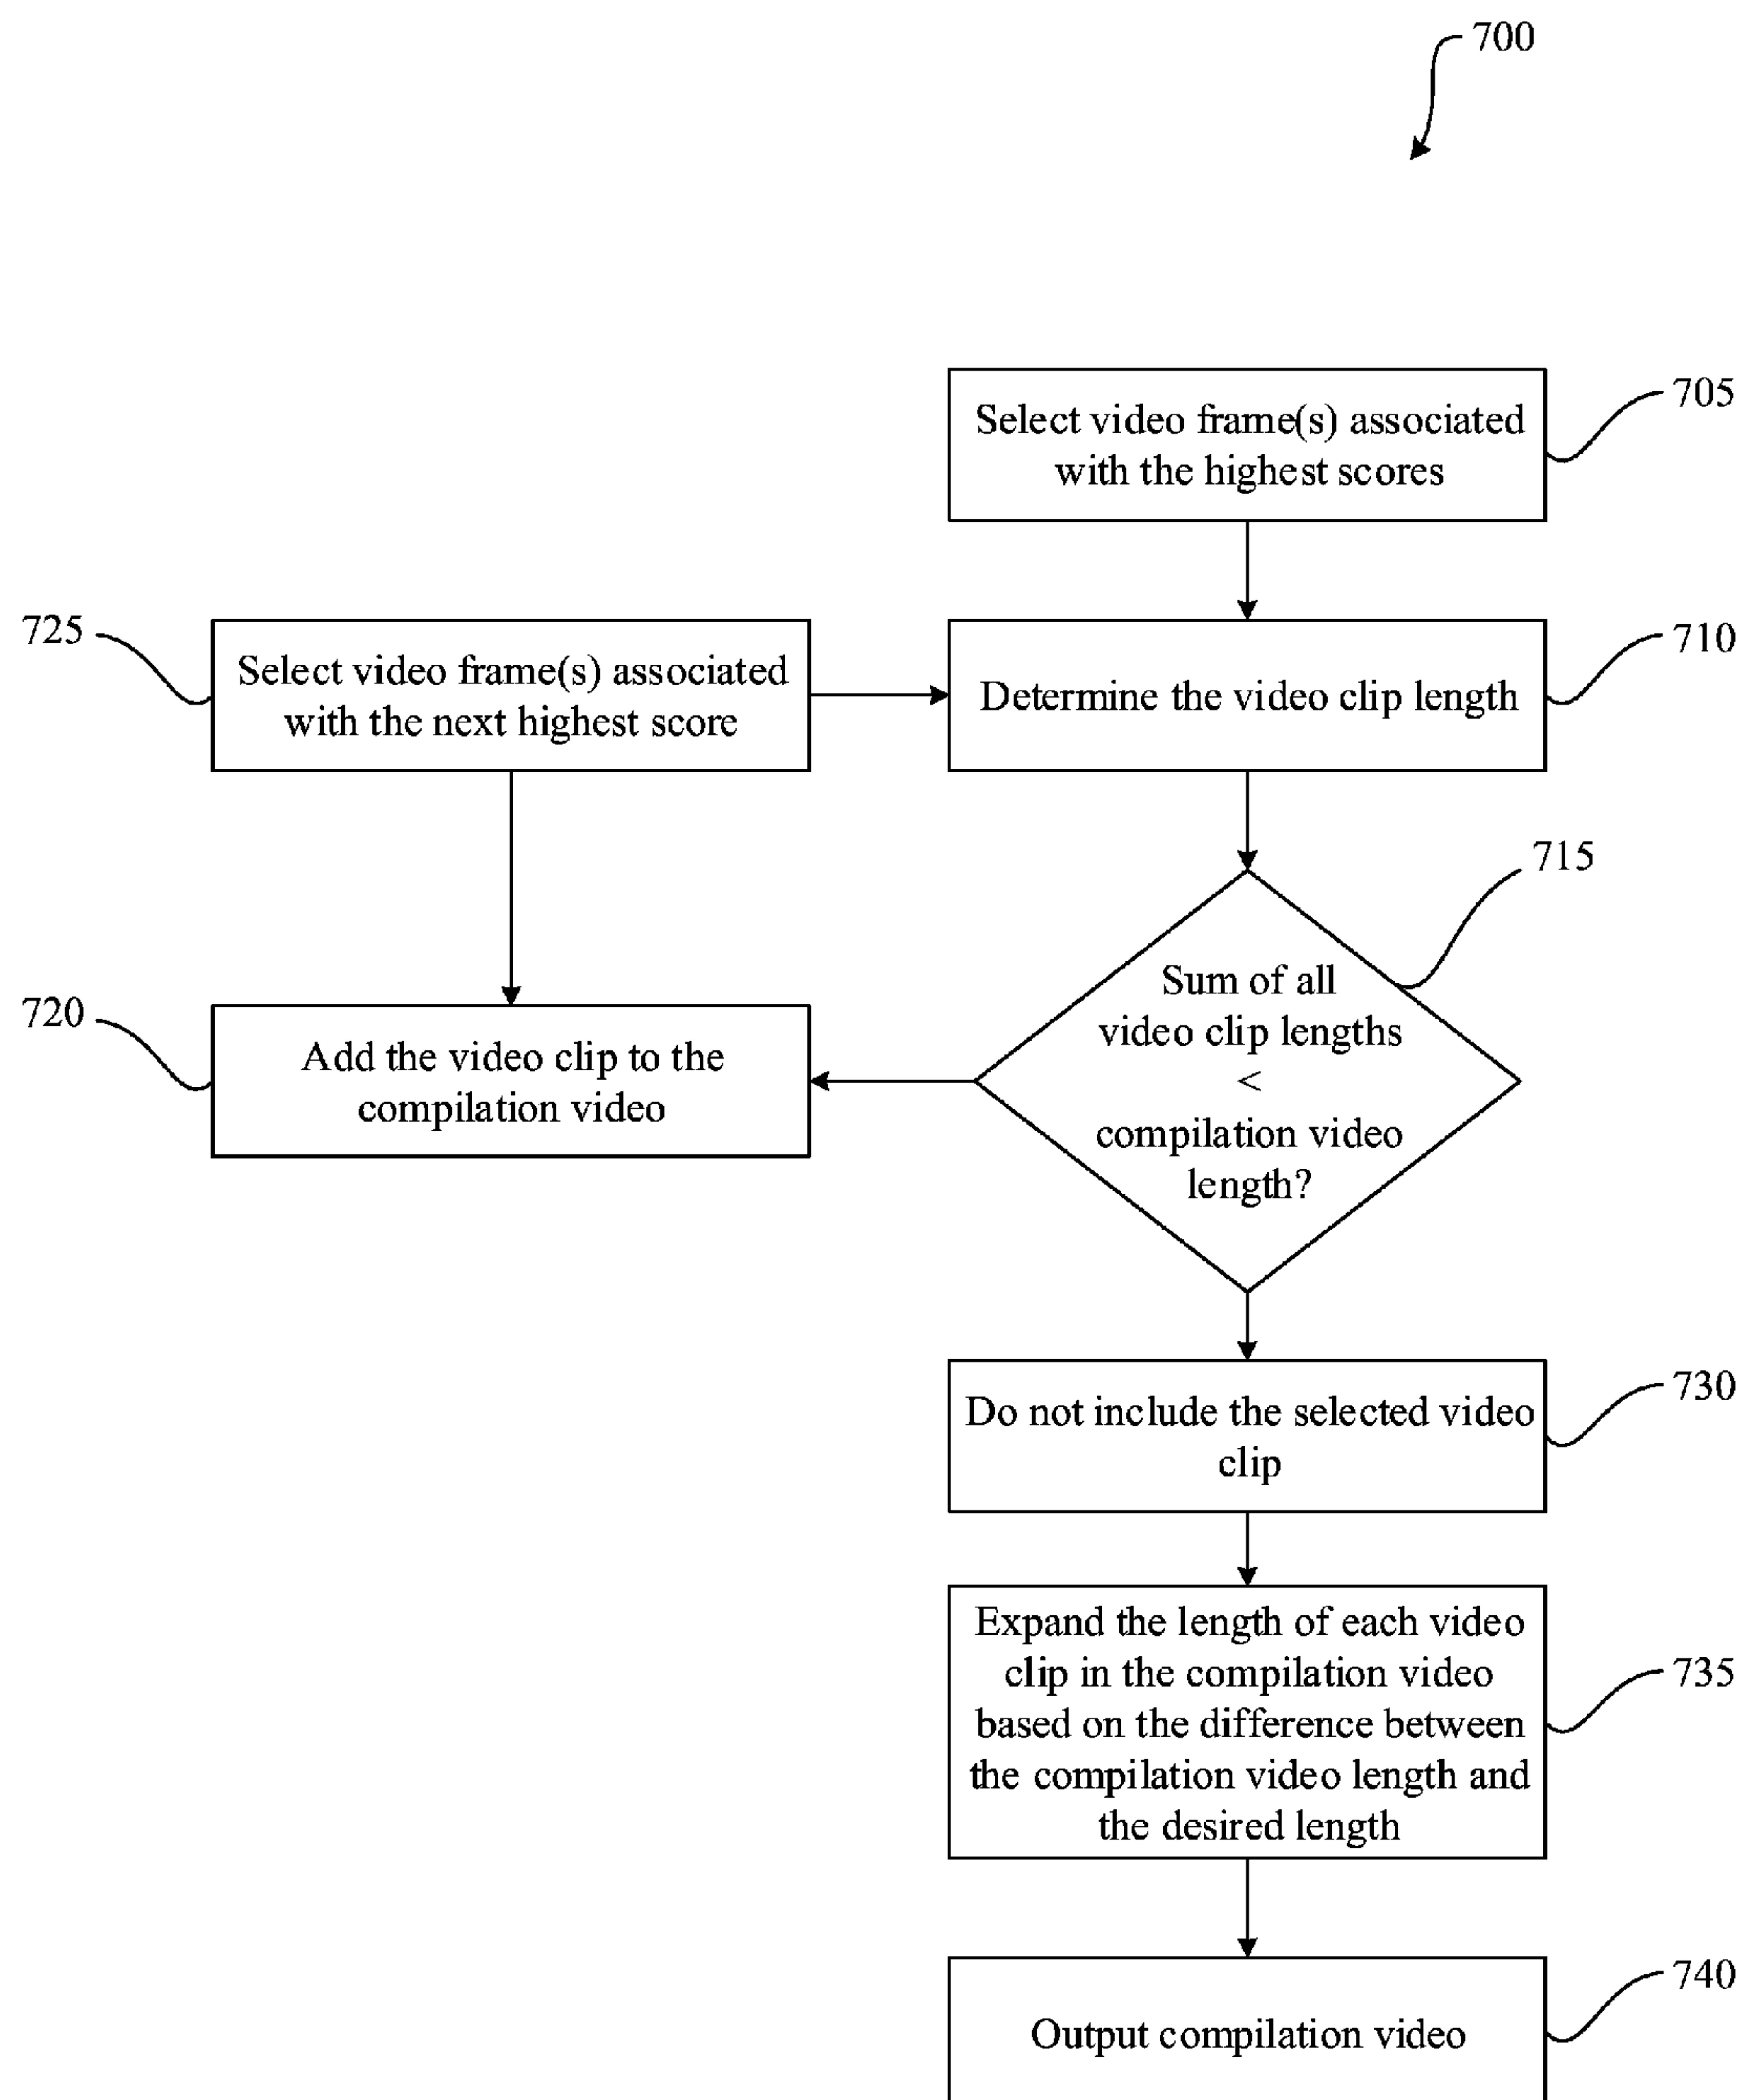 700
Select video frame(s) associated
with the highest scores
705
725
Select video frame(s) associated
with the next highest score
Determine the video clip length
710
715
Sum of all
video clip lengths
<
compilation video
length?
720
Add the video clip to the
compilation video
Do not include the selected video
clip
730
Expand the length of each video
clip in the compilation video
based on the difference between
the compilation video length and
the desired length
735
Output compilation video
740